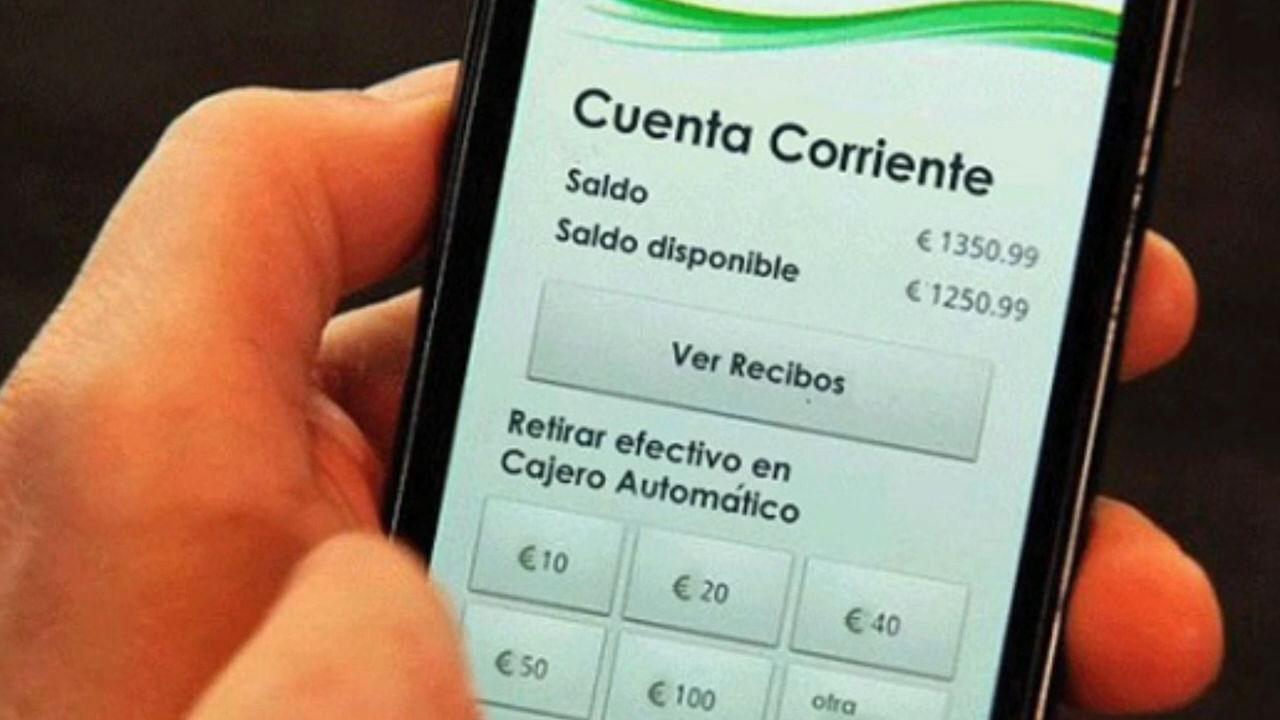 Cuenta Corriente
Saldo € 1350.99
Saldo disponible € 1250.99
Ver Recibos
Retirar efectivo en
Cajero Automático
€ 10 € 20 € 40
€ 50 € 100 otra